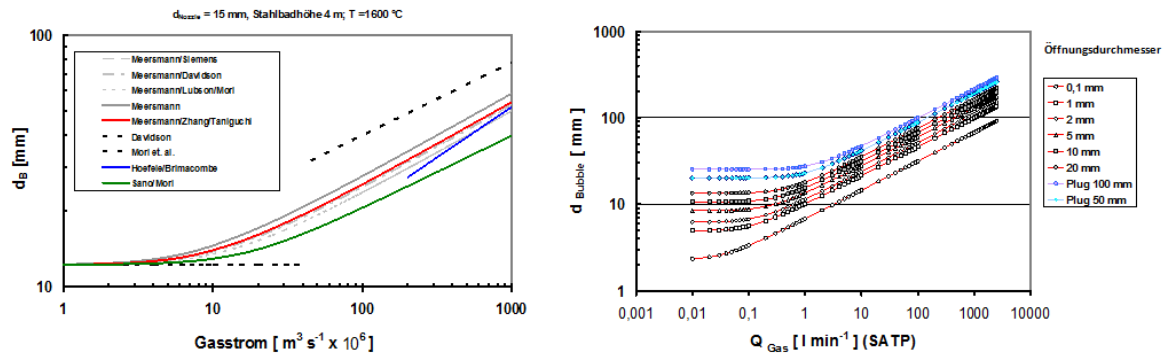 d Nozzle = 15 mm, Stahlbadhöhe 4 m; T =1600 °C
100
10
d B [mm]
Meersmann/Siemens
Meersmann/Davidson
Meersmann/Lubson/Mori
Meersmann
Meersmann/Zhang/Taniguchi
Davidson
Mori et. al.
Hoefele/Brimacombe
Sano/Mori
1
10
100
1000
Gasstrom [ m³ s⁻¹ x 10⁶ ]
1000
100
10
1
d Bubble [ mm ]
0,001
0,01
0,1
1
10
100
1000
10000
Q Gas [ l min⁻¹ ] (SATP)
Öffnungsdurchmesser
0,1 mm
1 mm
2 mm
5 mm
10 mm
20 mm
Plug 100 mm
Plug 50 mm